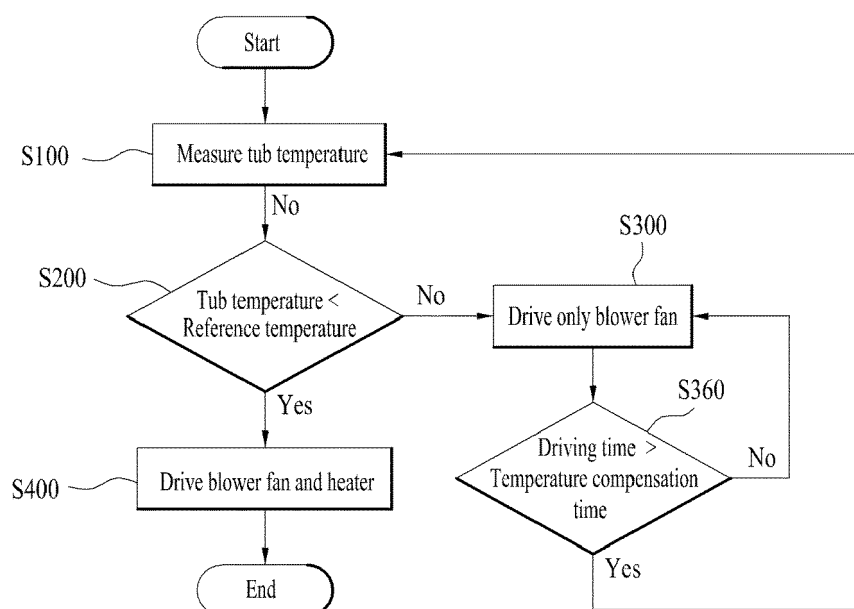 Start
S100
Measure tub temperature
No
S200
Tub temperature <
Reference temperature
No
S300
Drive only blower fan
Yes
S360
Driving time >
Temperature compensation
time
No
S400
Drive blower fan and heater
Yes
End